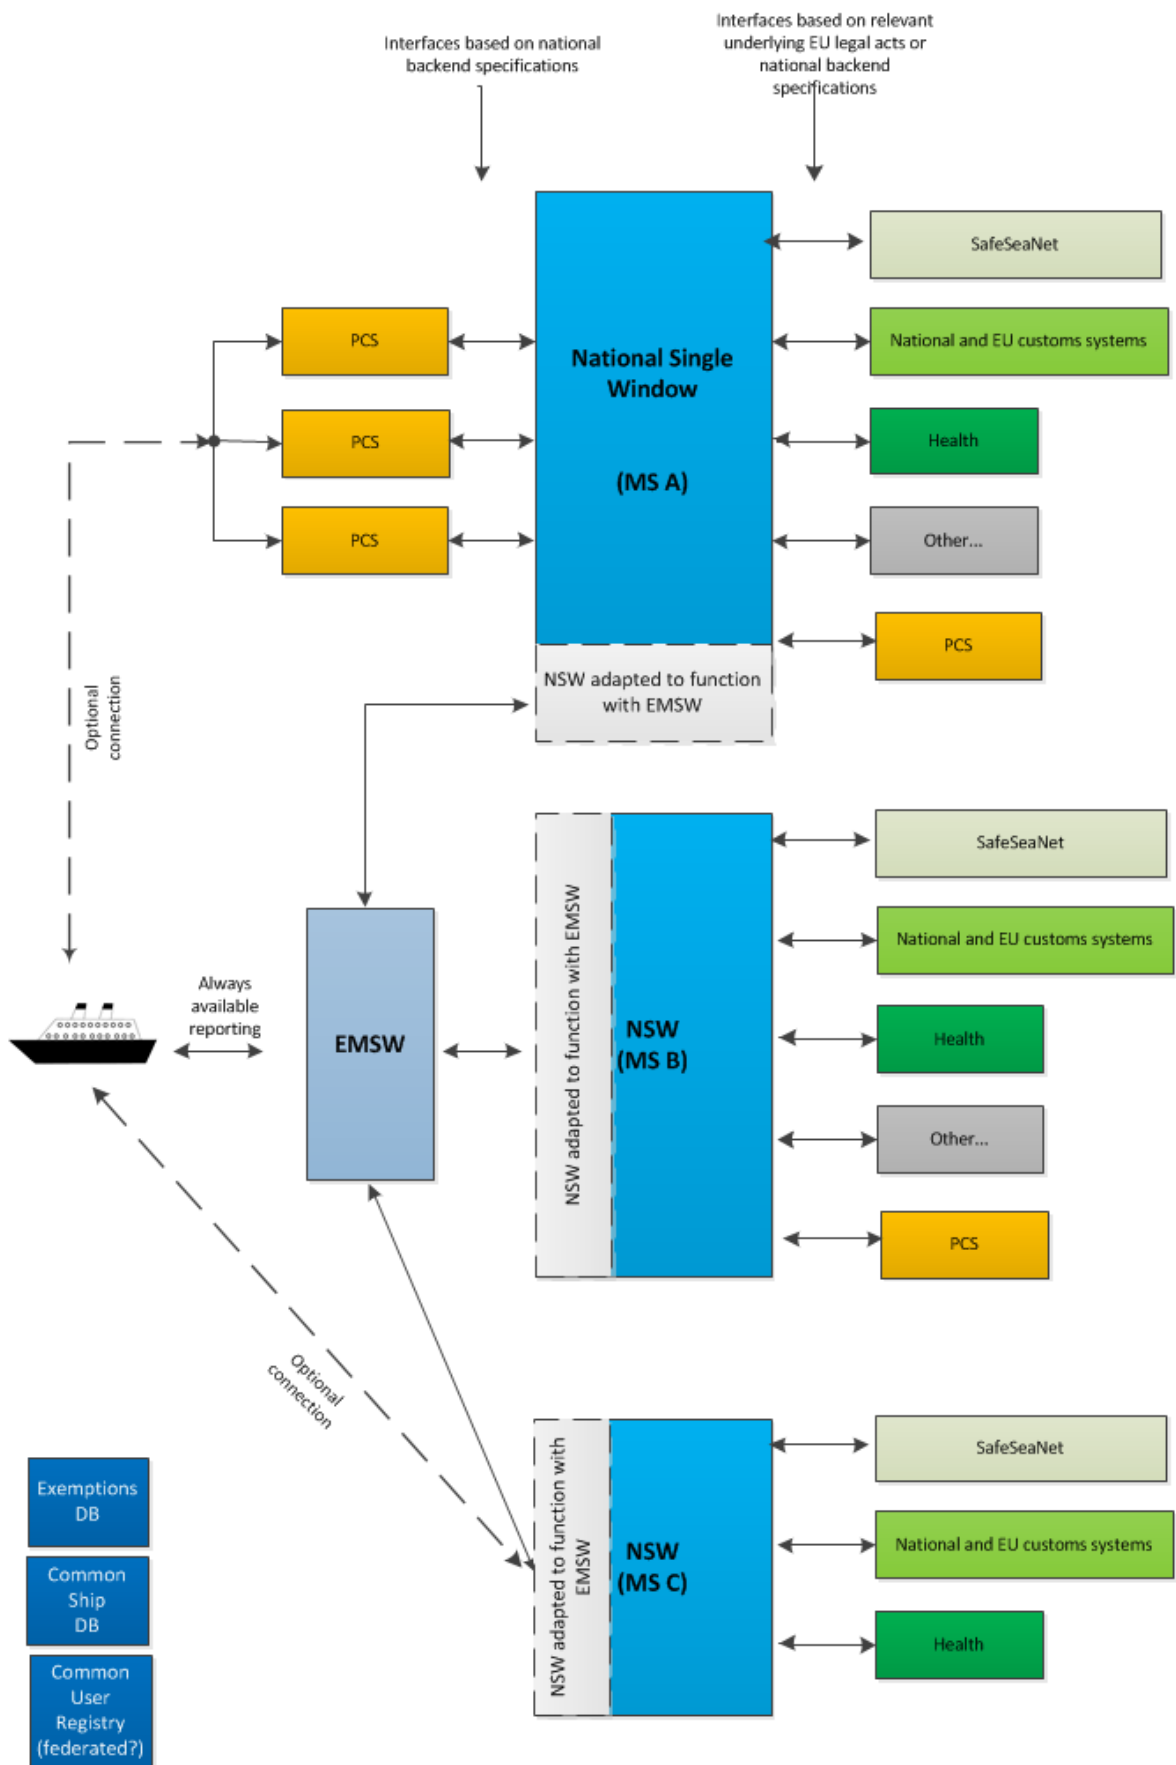 Interfaces based on national
backend specifications
Interfaces based on relevant
underlying EU legal acts or
national backend
specifications
SafeSeaNet
PCS
National Single
Window
(MS A)
National and EU customs systems
PCS
Health
PCS
Other...
PCS
NSW adapted to function
with EMSW
Optional
connection
SafeSeaNet
National and EU customs systems
Always
available
reporting
EMSW
NSW adapted to function with EMSW
NSW
(MS B)
Health
Other...
PCS
Optional
connection
SafeSeaNet
NSW adapted to function with
EMSW
NSW
(MS C)
National and EU customs systems
Health
Exemptions
DB
Common
Ship
DB
Common
User
Registry
(federated?)